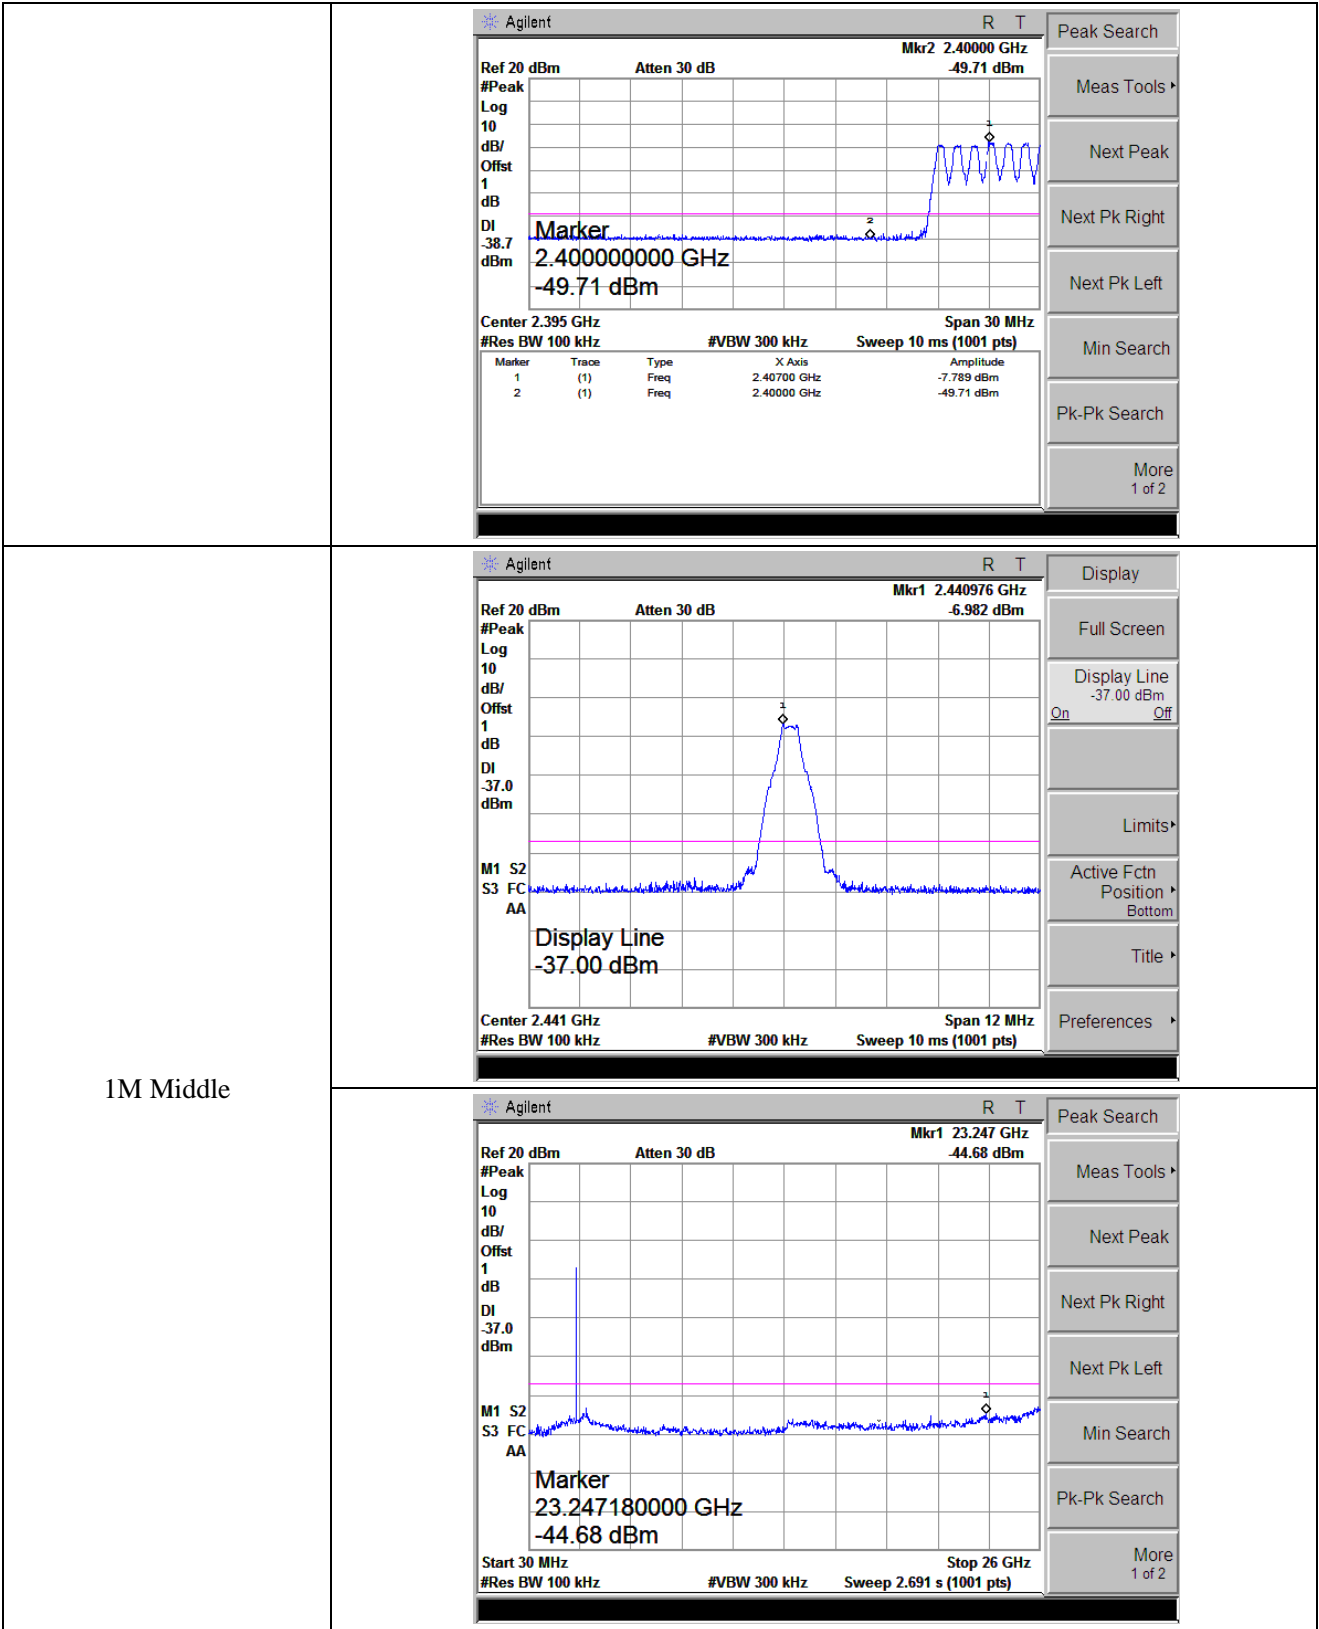 Agilent
R T
Peak Search
Mkr2 2.40000 GHz
Ref 20 dBm
Atten 30 dB
-49.71 dBm
#Peak
Log
10
dB/
Offst
1
dB
DI
-38.7
dBm
1
2
Marker
2.400000000 GHz
-49.71 dBm
Center 2.395 GHz
Span 30 MHz
#Res BW 100 kHz
#VBW 300 kHz
Sweep 10 ms (1001 pts)
Marker Trace Type X Axis Amplitude
1 (1) Freq 2.40700 GHz -7.789 dBm
2 (1) Freq 2.40000 GHz -49.71 dBm
Meas Tools
Next Peak
Next Pk Right
Next Pk Left
Min Search
Pk-Pk Search
More
1 of 2
1M Middle
Agilent
R T
Display
Mkr1 2.440976 GHz
Ref 20 dBm
Atten 30 dB
-6.982 dBm
#Peak
Log
10
dB/
Offst
1
dB
DI
-37.0
dBm
1
M1 S2
S3 FC
AA
Display Line
-37.00 dBm
Center 2.441 GHz
Span 12 MHz
#Res BW 100 kHz
#VBW 300 kHz
Sweep 10 ms (1001 pts)
Full Screen
Display Line
-37.00 dBm
On Off
Limits
Active Fctn
Position
Bottom
Title
Preferences
Agilent
R T
Peak Search
Mkr1 23.247 GHz
Ref 20 dBm
Atten 30 dB
-44.68 dBm
#Peak
Log
10
dB/
Offst
1
dB
DI
-37.0
dBm
1
M1 S2
S3 FC
AA
Marker
23.247180000 GHz
-44.68 dBm
Start 30 MHz
Stop 26 GHz
#Res BW 100 kHz
#VBW 300 kHz
Sweep 2.691 s (1001 pts)
Meas Tools
Next Peak
Next Pk Right
Next Pk Left
Min Search
Pk-Pk Search
More
1 of 2